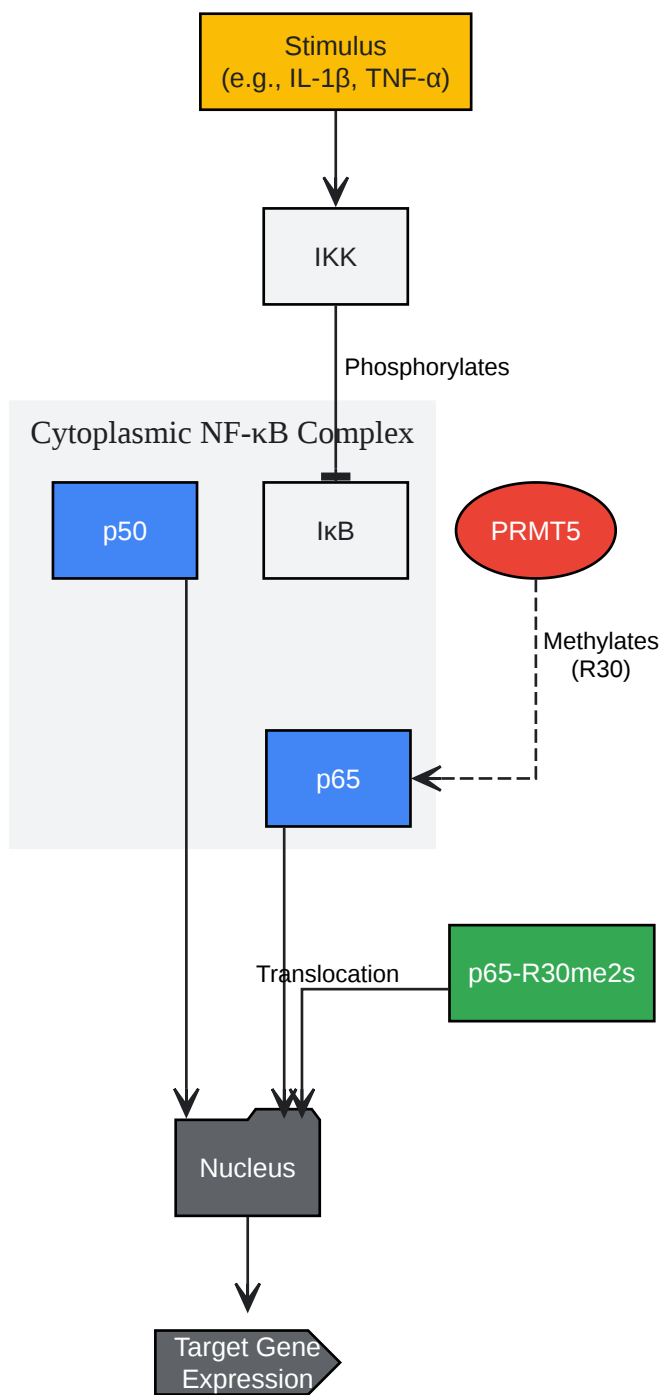 Stimulus
(e.g., IL-1β, TNF-α)
IKK
Phosphorylates
Cytoplasmic NF-κB Complex
p50
IκB
PRMT5
Methylates
(R30)
p65
p65-R30me2s
Translocation
Nucleus
Target Gene
Expression